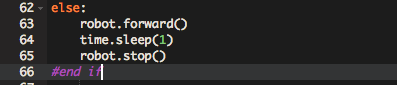 62 else:
63     robot.forward()
64     time.sleep(1)
65     robot.stop()
66 #end if